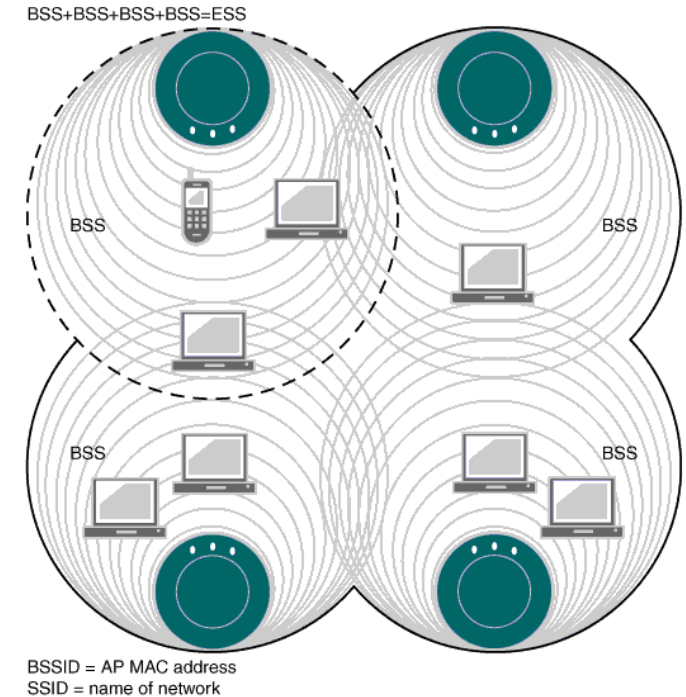 BSS+BSS+BSS+BSS=ESS
BSS
BSS
BSS
BSS
BSSID = AP MAC address
SSID = name of network